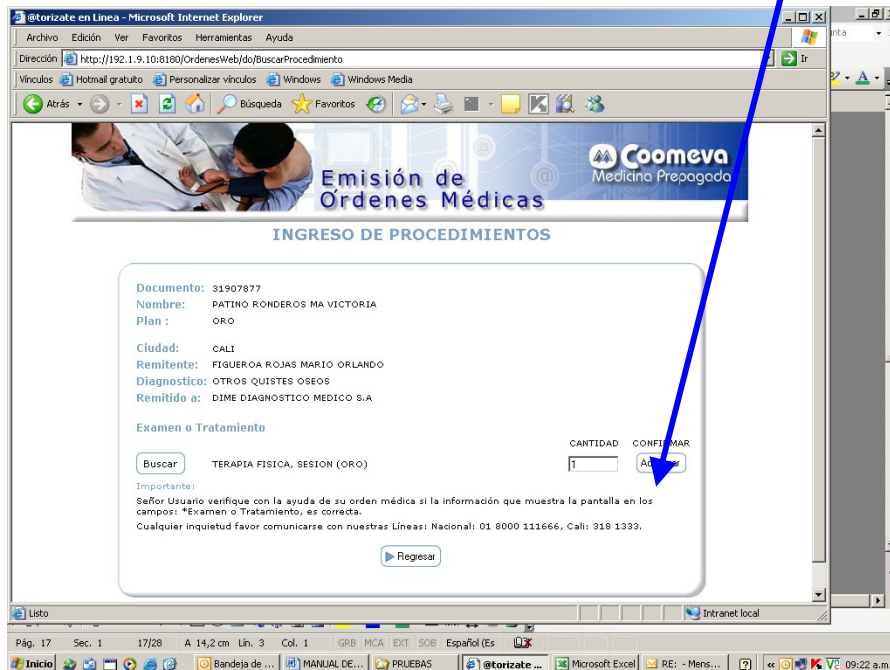 @torizate en Linea - Microsoft Internet Explorer
Archivo Edición Ver Favoritos Herramientas Ayuda
Dirección http://192.1.9.10:8180/OrdenesWeb/do/BuscarProcedimiento Ir
Vínculos Hotmail gratuito Personalizar vínculos Windows Windows Media
Atrás Búsqueda Favoritos
Emisión de
Órdenes Médicas
Coomeva
Medicina Prepagada
INGRESO DE PROCEDIMIENTOS
Documento: 31907877
Nombre: PATINO RONDEROS MA VICTORIA
Plan : ORO
Ciudad: CALI
Remitente: FIGUEROA ROJAS MARIO ORLANDO
Diagnostico: OTROS QUISTES OSEOS
Remitido a: DIME DIAGNOSTICO MEDICO S.A
Examen o Tratamiento
CANTIDAD CONFIRMAR
Buscar TERAPIA FISICA, SESION (ORO) 1
Importante:
Señor Usuario verifique con la ayuda de su orden médica si la información que muestra la pantalla en los
campos: *Examen o Tratamiento, es correcta.
Cualquier inquietud favor comunicarse con nuestras Líneas: Nacional: 01 8000 111666, Cali: 318 1333.
Regresar
Listo Intranet local
Pág. 17 Sec. 1 17/28 A 14,2 cm Lín. 3 Col. 1 GRB MCA EXT SOB Español (Es
Inicio Bandeja de ... MANUAL DE... PRUEBAS @torizate ... Microsoft Excel RE: - Mens... 09:22 a.m.